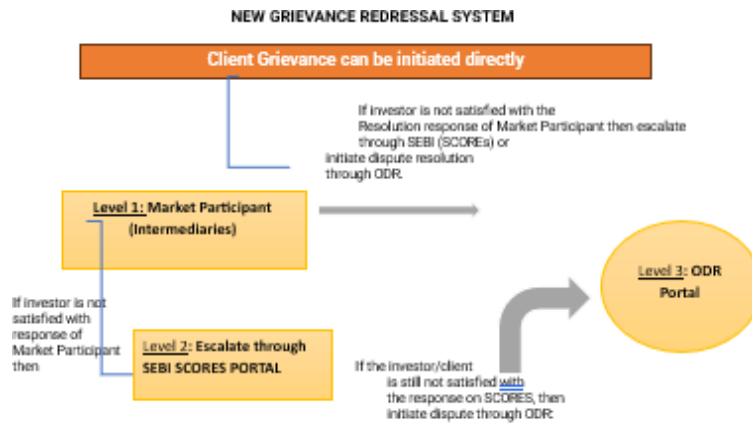 NEW GRIEVANCE REDRESSAL SYSTEM
Client Grievance can be initiated directly
If investor is not satisfied with the
Resolution response of Market Participant then escalate
through SEBI (SCOREs) or
initiate dispute resolution
through ODR.
Level 1: Market Participant
(Intermediaries)
Level 3: ODR
Portal
If investor is not
satisfied with
response of
Market Participant
then
Level 2: Escalate through
SEBI SCORES PORTAL
If the investor/client
is still not satisfied with
the response on SCORES, then
initiate dispute through ODR: